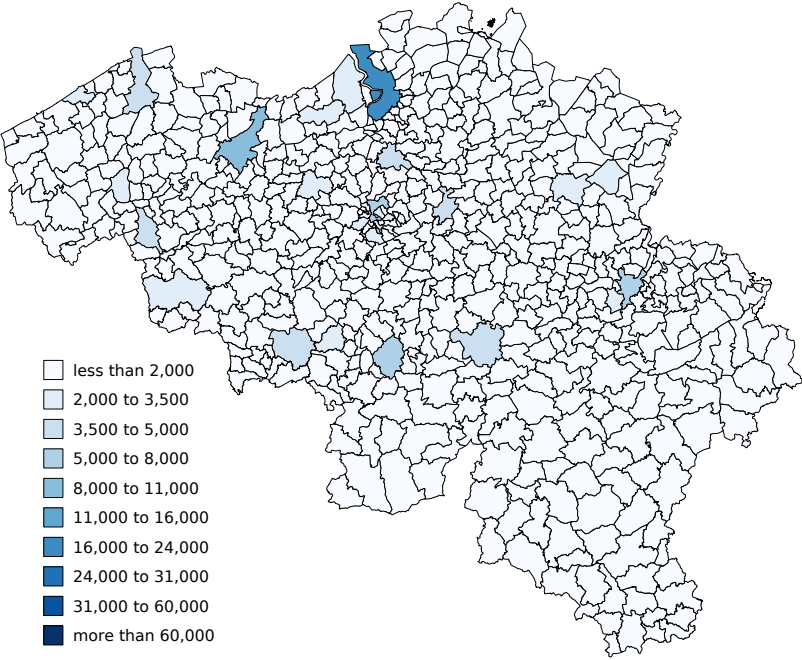 less than 2,000
2,000 to 3,500
3,500 to 5,000
5,000 to 8,000
8,000 to 11,000
11,000 to 16,000
16,000 to 24,000
24,000 to 31,000
31,000 to 60,000
more than 60,000